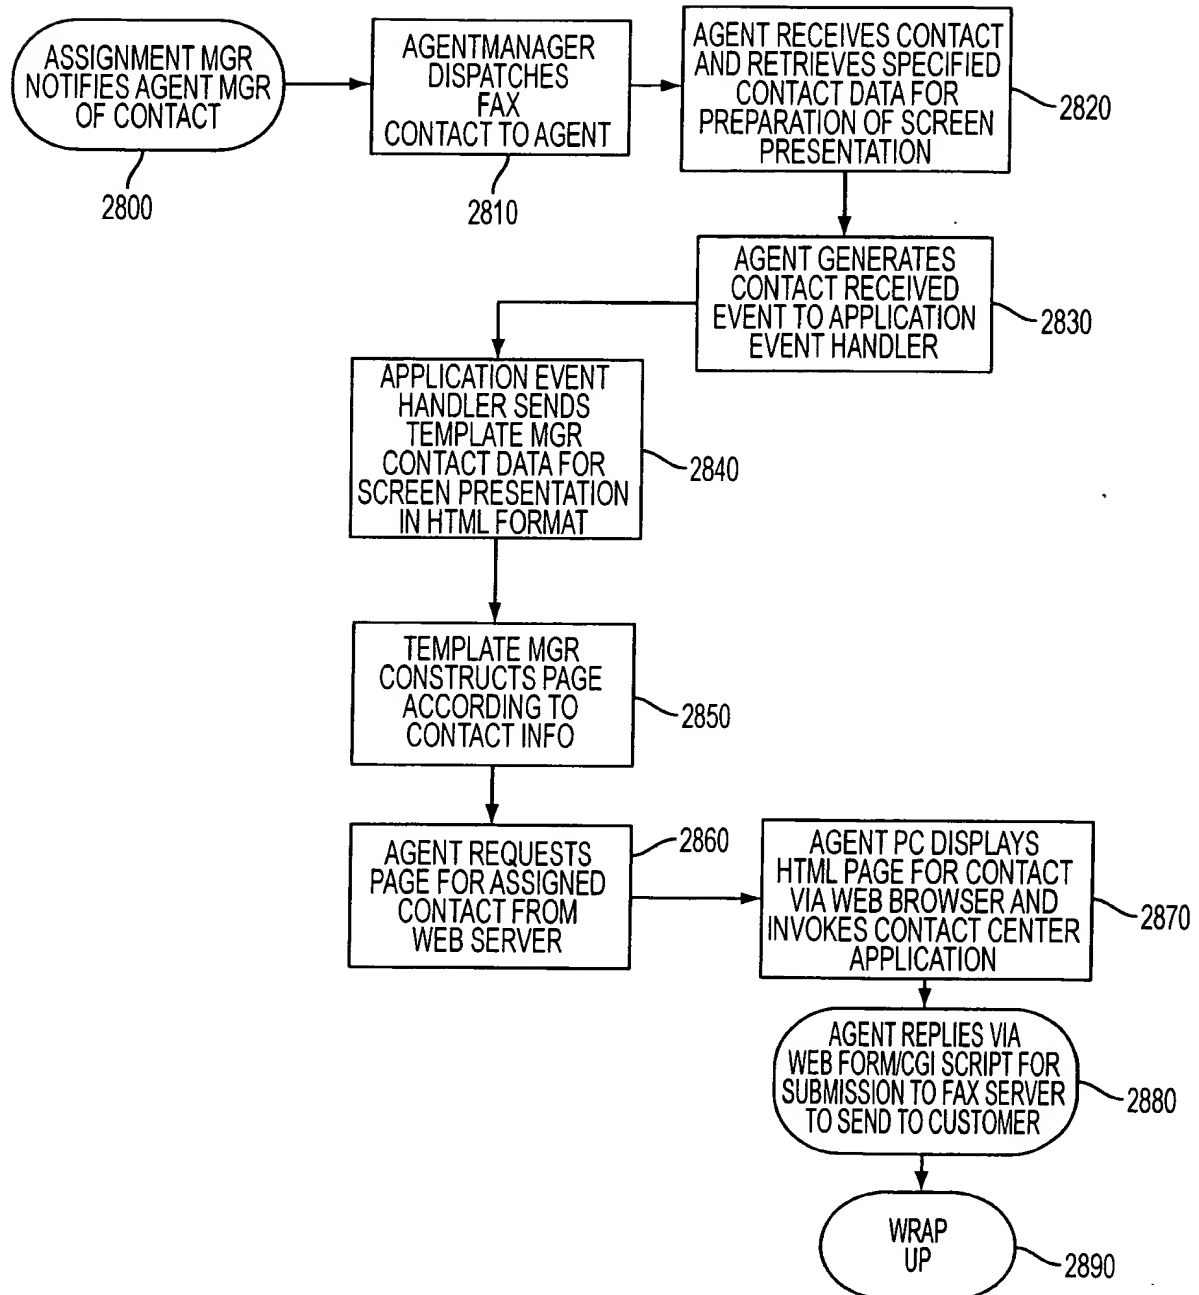 ASSIGNMENT MGR
NOTIFIES AGENT MGR
OF CONTACT
2800
AGENTMANAGER
DISPATCHES
FAX
CONTACT TO AGENT
2810
AGENT RECEIVES CONTACT
AND RETRIEVES SPECIFIED
CONTACT DATA FOR
PREPARATION OF SCREEN
PRESENTATION
2820
AGENT GENERATES
CONTACT RECEIVED
EVENT TO APPLICATION
EVENT HANDLER
2830
APPLICATION EVENT
HANDLER SENDS
TEMPLATE MGR
CONTACT DATA FOR
SCREEN PRESENTATION
IN HTML FORMAT
2840
TEMPLATE MGR
CONSTRUCTS PAGE
ACCORDING TO
CONTACT INFO
2850
AGENT REQUESTS
PAGE FOR ASSIGNED
CONTACT FROM
WEB SERVER
2860
AGENT PC DISPLAYS
HTML PAGE FOR CONTACT
VIA WEB BROWSER AND
INVOKES CONTACT CENTER
APPLICATION
2870
AGENT REPLIES VIA
WEB FORM/CGI SCRIPT FOR
SUBMISSION TO FAX SERVER
TO SEND TO CUSTOMER
2880
WRAP
UP
2890